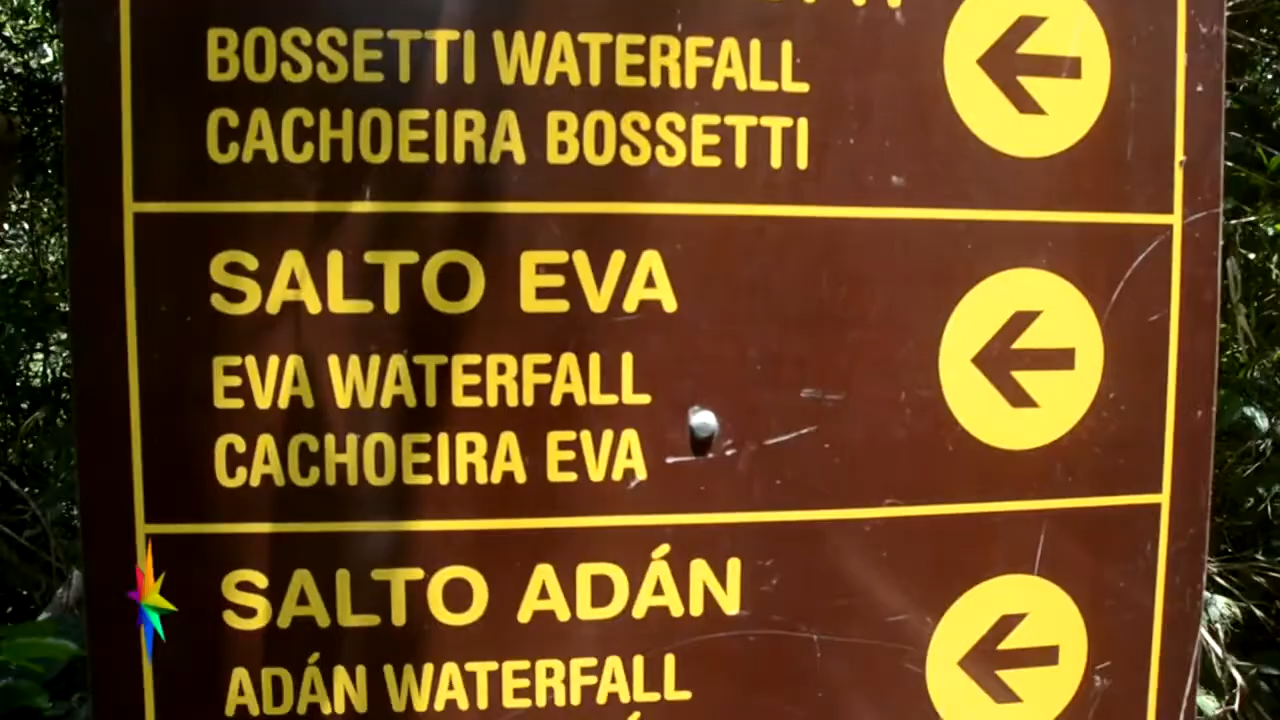 BOSSETTI WATERFALL
CACHOEIRA BOSSETTI
SALTO EVA
EVA WATERFALL
CACHOEIRA EVA
SALTO ADÁN
ADÁN WATERFALL